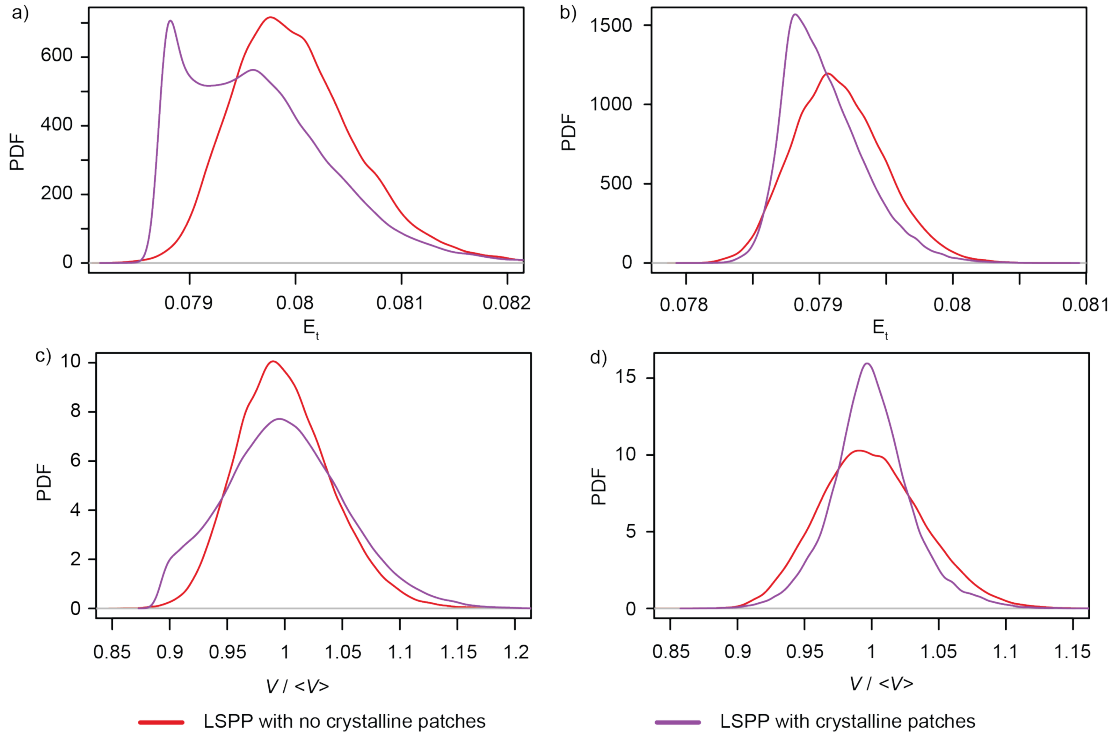 a)
600
400
200
0
PDF
0.079
0.08
0.081
0.082
E_t
b)
1500
1000
500
0
PDF
0.078
0.079
0.08
0.081
E_t
c)
10
8
6
4
2
0
PDF
0.85
0.9
0.95
1
1.05
1.1
1.15
1.2
V / <V>
d)
15
10
5
0
PDF
0.85
0.9
0.95
1
1.05
1.1
1.15
V / <V>
LSPP with no crystalline patches
LSPP with crystalline patches